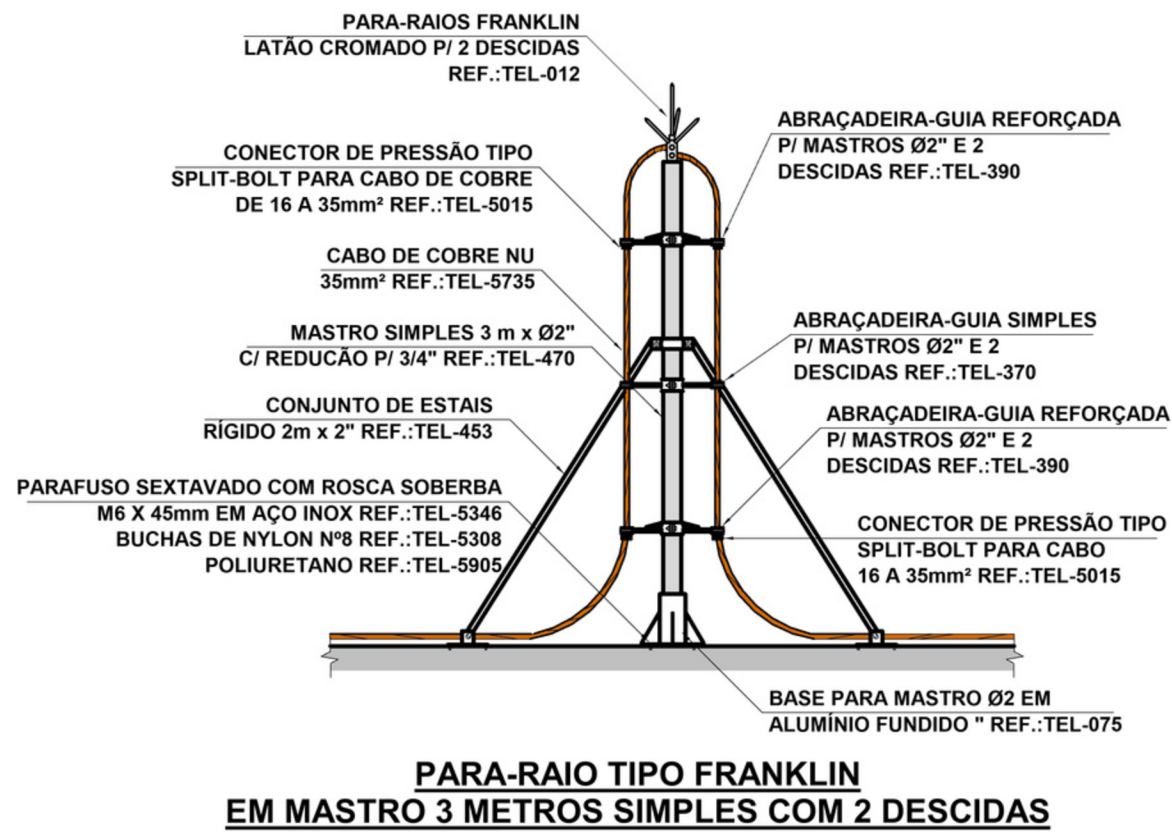 PARA-RAIOS FRANKLIN
LATÃO CROMADO P/ 2 DESCIDAS
REF.:TEL-012
CONECTOR DE PRESSÃO TIPO
SPLIT-BOLT PARA CABO DE COBRE
DE 16 A 35mm² REF.:TEL-5015
CABO DE COBRE NU
35mm² REF.:TEL-5735
MASTRO SIMPLES 3 m x Ø2"
C/ REDUCÃO P/ 3/4" REF.:TEL-470
CONJUNTO DE ESTAIS
RÍGIDO 2m x 2" REF.:TEL-453
PARAFUSO SEXTAVADO COM ROSCA SOBERBA
M6 X 45mm EM AÇO INOX REF.:TEL-5346
BUCHAS DE NYLON Nº8 REF.:TEL-5308
POLIURETANO REF.:TEL-5905
ABRAÇADEIRA-GUIA REFORÇADA
P/ MASTROS Ø2" E 2
DESCIDAS REF.:TEL-390
ABRAÇADEIRA-GUIA SIMPLES
P/ MASTROS Ø2" E 2
DESCIDAS REF.:TEL-370
ABRAÇADEIRA-GUIA REFORÇADA
P/ MASTROS Ø2" E 2
DESCIDAS REF.:TEL-390
CONECTOR DE PRESSÃO TIPO
SPLIT-BOLT PARA CABO
16 A 35mm² REF.:TEL-5015
BASE PARA MASTRO Ø2 EM
ALUMÍNIO FUNDIDO " REF.:TEL-075
PARA-RAIO TIPO FRANKLIN
EM MASTRO 3 METROS SIMPLES COM 2 DESCIDAS